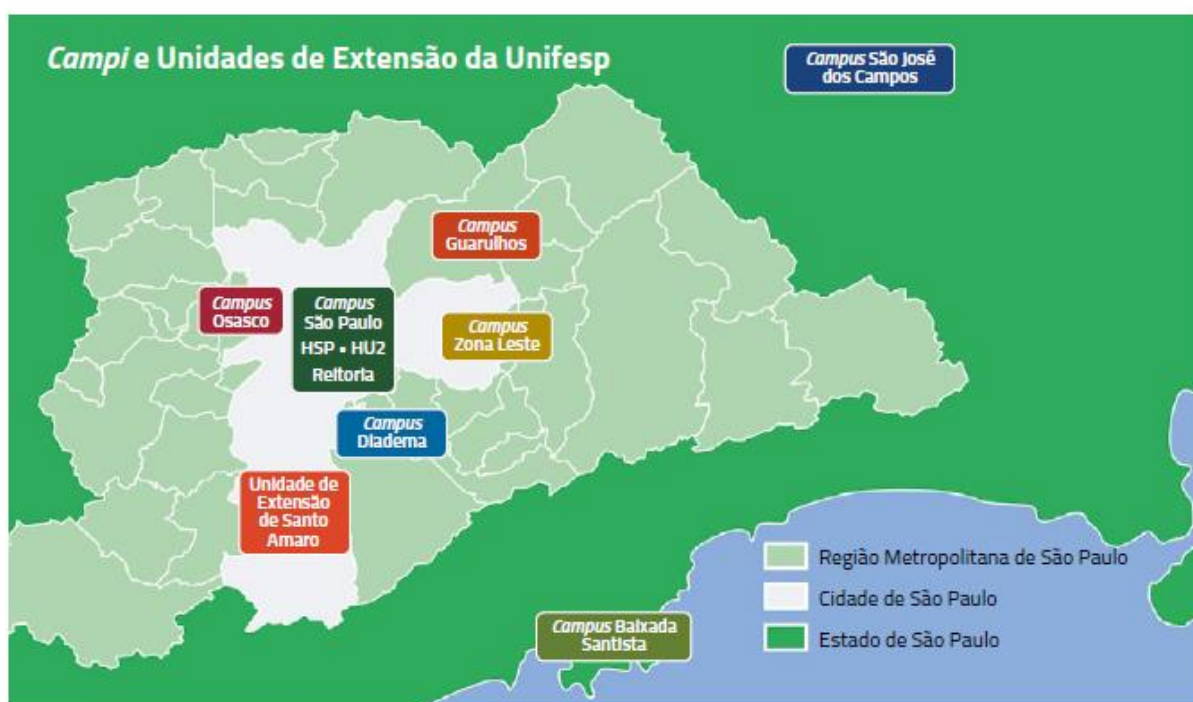 Campi e Unidades de Extensão da Unifesp
Campus São José
dos Campos
Campus
Guarulhos
Campus
Osasco
Campus
São Paulo
HSP • HU2
Reitoria
Campus
Zona Leste
Campus
Diadema
Unidade de
Extensão
de Santo
Amaro
Campus Baixada
Santista
Região Metropolitana de São Paulo
Cidade de São Paulo
Estado de São Paulo